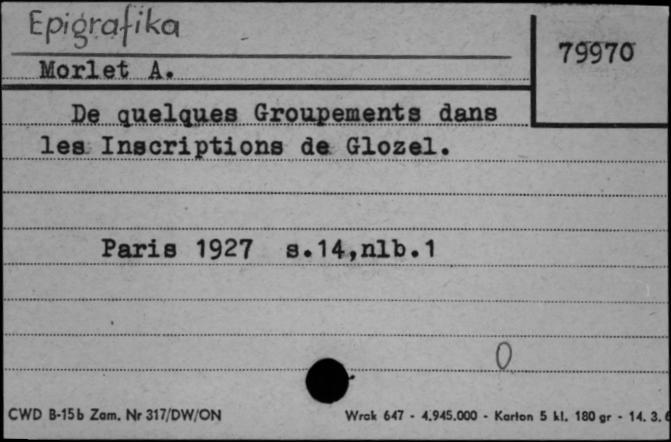 Epigrafika
79970
Morlet A.
De quelques Groupements dans
les Inscriptions de Glozel.
Paris 1927 s.14,nlb.1
0
CWD B-15b Zam. Nr 317/DW/ON
Wrak 647 - 4.945.000 - Karton 5 kl. 180 gr - 14. 3.